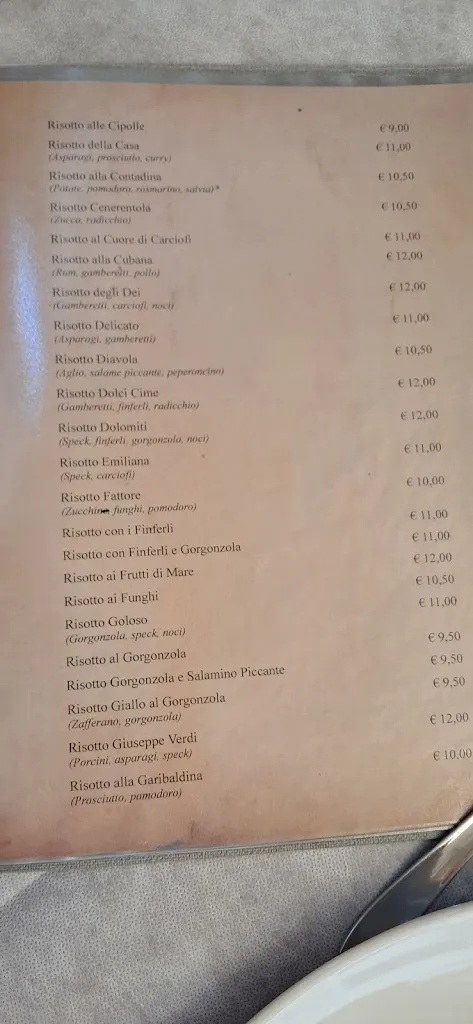 Risotto alle Cipolle € 9,00
Risotto della Casa € 11,00
(Asparagi, prosciutto, curry)
Risotto alla Contadina € 10,50
(Patate, pomodoro, rosmarino, salvia)*
Risotto Cenerentola € 10,50
(Zucca, radicchio)
Risotto al Cuore di Carciofi € 11,00
Risotto alla Cubana € 12,00
(Rum, gamberetti, pollo)
Risotto degli Dei € 12,00
(Gamberetti, carciofi, noci)
Risotto Delicato € 11,00
(Asparagi, gamberetti)
Risotto Diavola € 10,50
(Aglio, salame piccante, peperoncino)
Risotto Dolci Cime € 12,00
(Gamberetti, finferli, radicchio)
Risotto Dolomiti € 12,00
(Speck, finferli, gorgonzola, noci)
Risotto Emiliana € 11,00
(Speck, carciofi)
Risotto Fattore € 10,00
(Zucchine funghi, pomodoro)
Risotto con i Finferli € 11,00
Risotto con Finferli e Gorgonzola € 11,00
Risotto ai Frutti di Mare € 12,00
Risotto ai Funghi € 10,50
Risotto Goloso € 11,00
(Gorgonzola, speck, noci)
Risotto al Gorgonzola € 9,50
Risotto Gorgonzola e Salamino Piccante € 9,50
Risotto Giallo al Gorgonzola € 9,50
(Zafferano, gorgonzola)
Risotto Giuseppe Verdi € 12,00
(Porcini, asparagi, speck)
Risotto alla Garibaldina € 10,00
(Prosciutto, pomodoro)